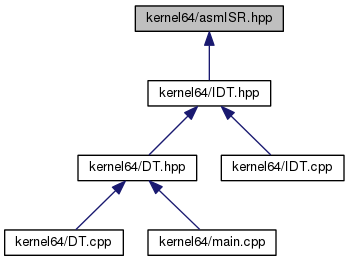 kernel64/asmISR.hpp
kernel64/IDT.hpp
kernel64/DT.hpp
kernel64/IDT.cpp
kernel64/DT.cpp
kernel64/main.cpp